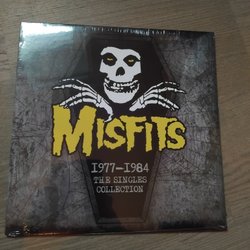 MISFITS
1977–1984
THE SINGLES
COLLECTION